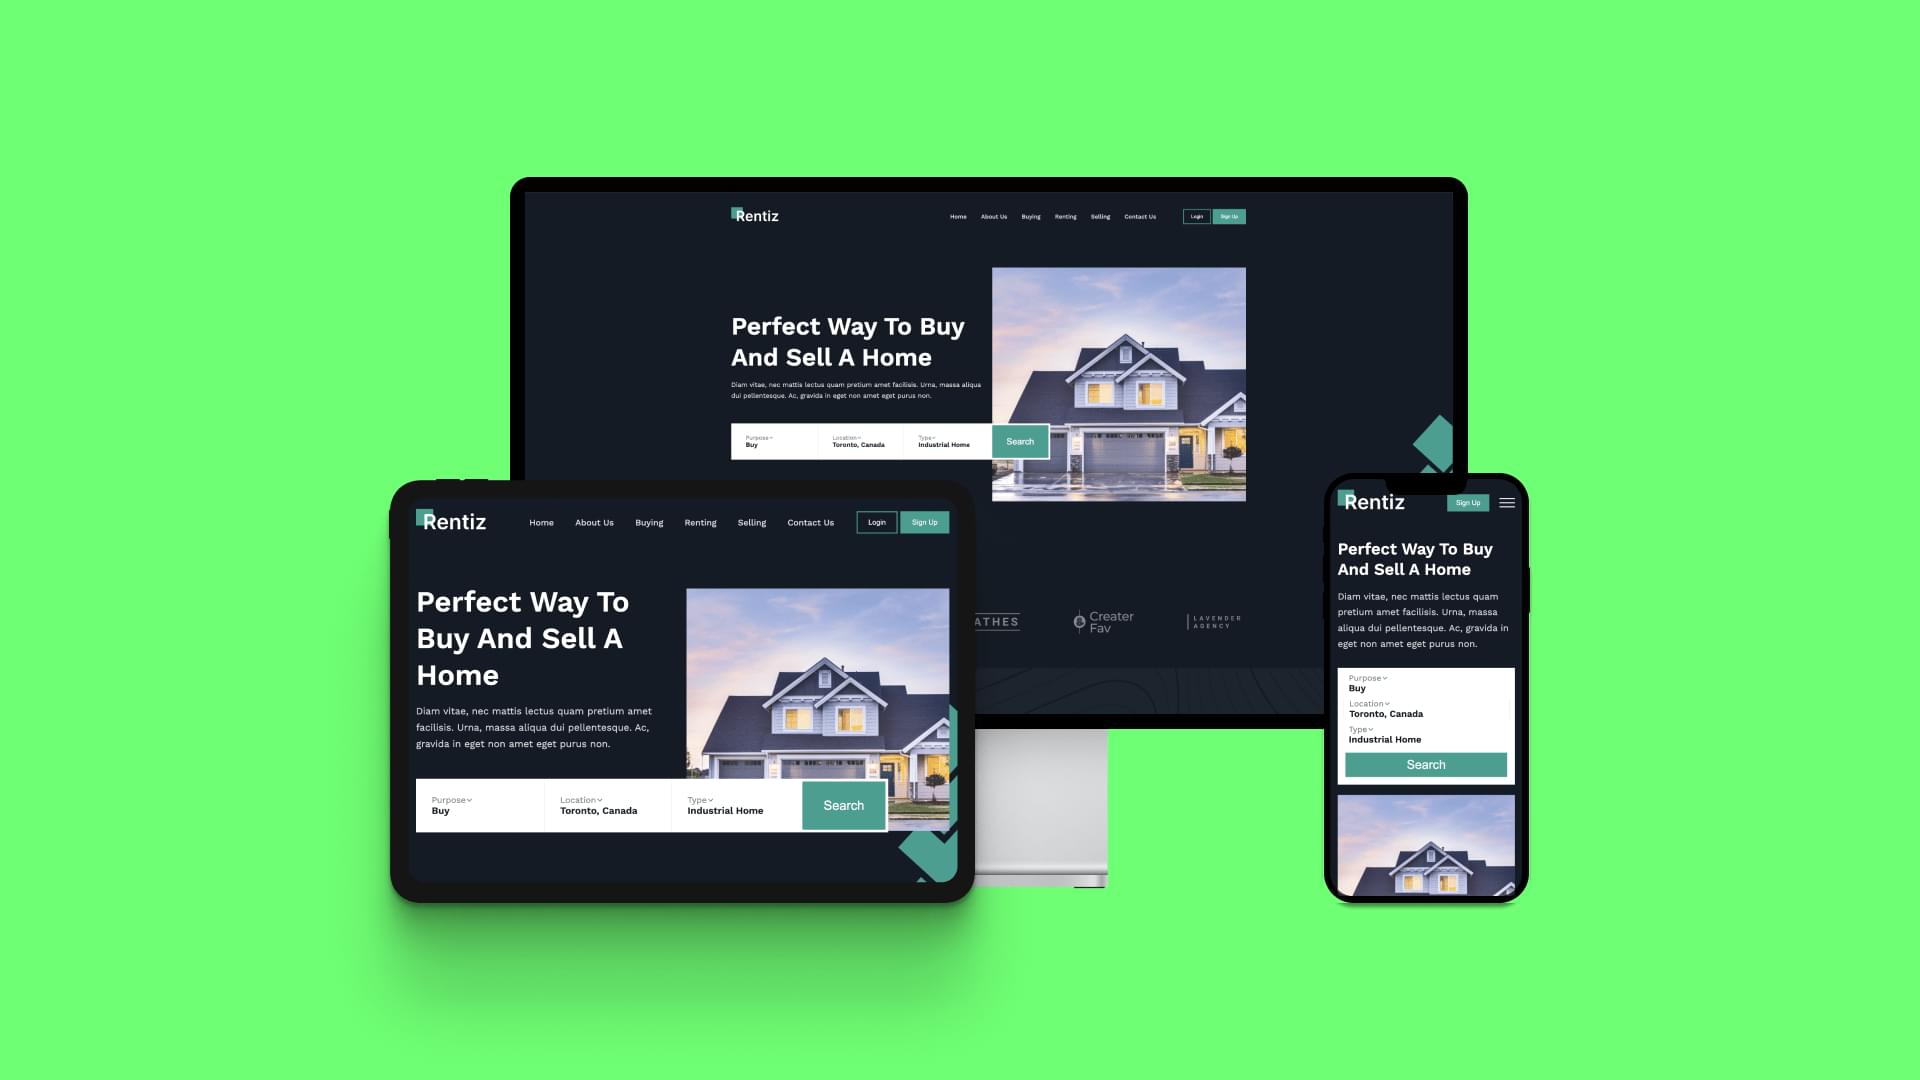 Rentiz
Home About Us Buying Renting Selling Contact Us Login Sign Up
Perfect Way To Buy
And Sell A Home
Diam vitae, nec mattis lectus quam pretium amet facilisis. Urna, massa aliqua
dui pellentesque. Ac, gravida in eget non amet eget purus non.
Purpose
Buy
Location
Toronto, Canada
Type
Industrial Home
Search
ATHES
Creater
Fav
LAVENDER
AGENCY
Rentiz
Home About Us Buying Renting Selling Contact Us Login Sign Up
Perfect Way To
Buy And Sell A
Home
Diam vitae, nec mattis lectus quam pretium amet
facilisis. Urna, massa aliqua dui pellentesque. Ac,
gravida in eget non amet eget purus non.
Purpose
Buy
Location
Toronto, Canada
Type
Industrial Home
Search
Rentiz
Sign Up
Perfect Way To Buy
And Sell A Home
Diam vitae, nec mattis lectus quam
pretium amet facilisis. Urna, massa
aliqua dui pellentesque. Ac, gravida in
eget non amet eget purus non.
Purpose
Buy
Location
Toronto, Canada
Type
Industrial Home
Search